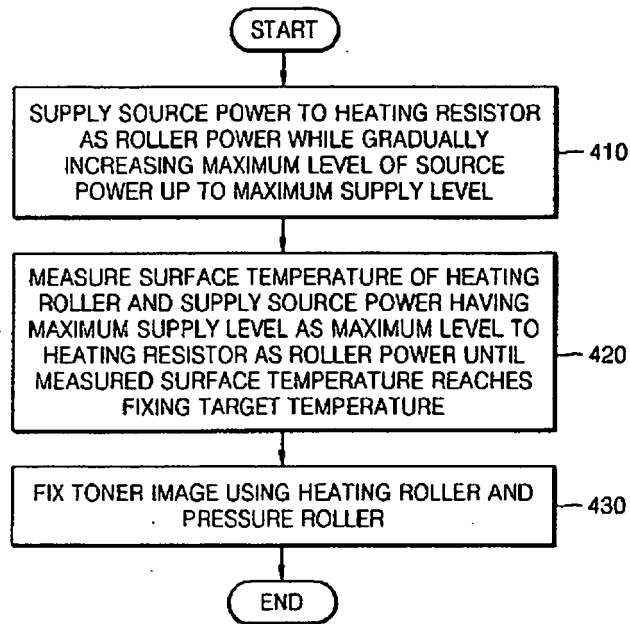 START
SUPPLY SOURCE POWER TO HEATING RESISTOR
AS ROLLER POWER WHILE GRADUALLY
INCREASING MAXIMUM LEVEL OF SOURCE
POWER UP TO MAXIMUM SUPPLY LEVEL
410
MEASURE SURFACE TEMPERATURE OF HEATING
ROLLER AND SUPPLY SOURCE POWER HAVING
MAXIMUM SUPPLY LEVEL AS MAXIMUM LEVEL TO
HEATING RESISTOR AS ROLLER POWER UNTIL
MEASURED SURFACE TEMPERATURE REACHES
FIXING TARGET TEMPERATURE
420
FIX TONER IMAGE USING HEATING ROLLER AND
PRESSURE ROLLER
430
END